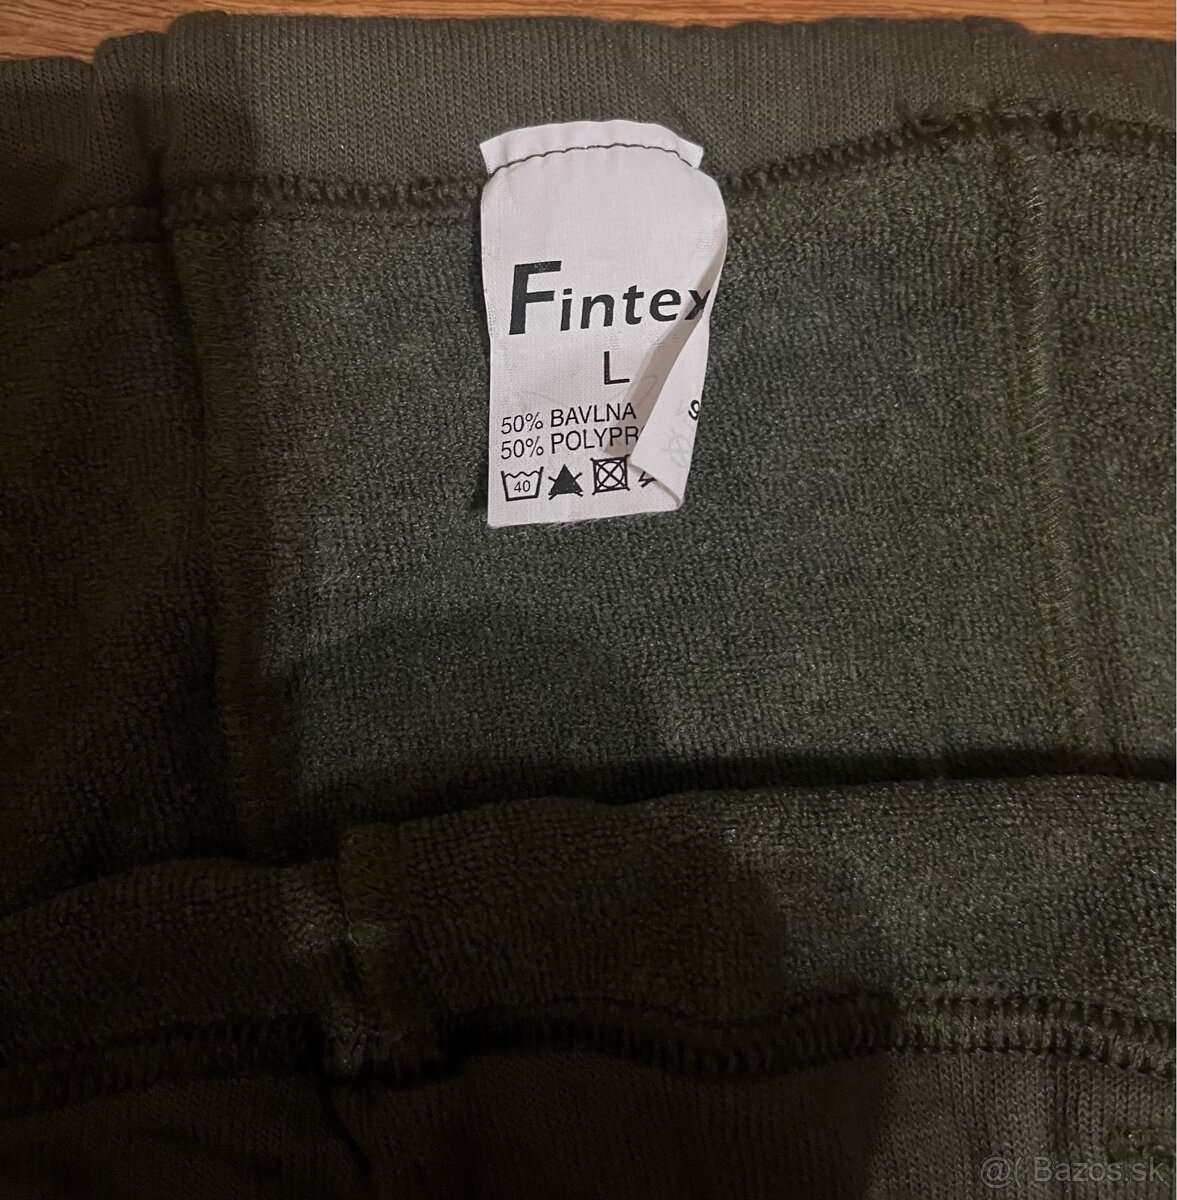 Fintex
L
50% BAVLNA
50% POLYPR
40
@( Bazos.sk